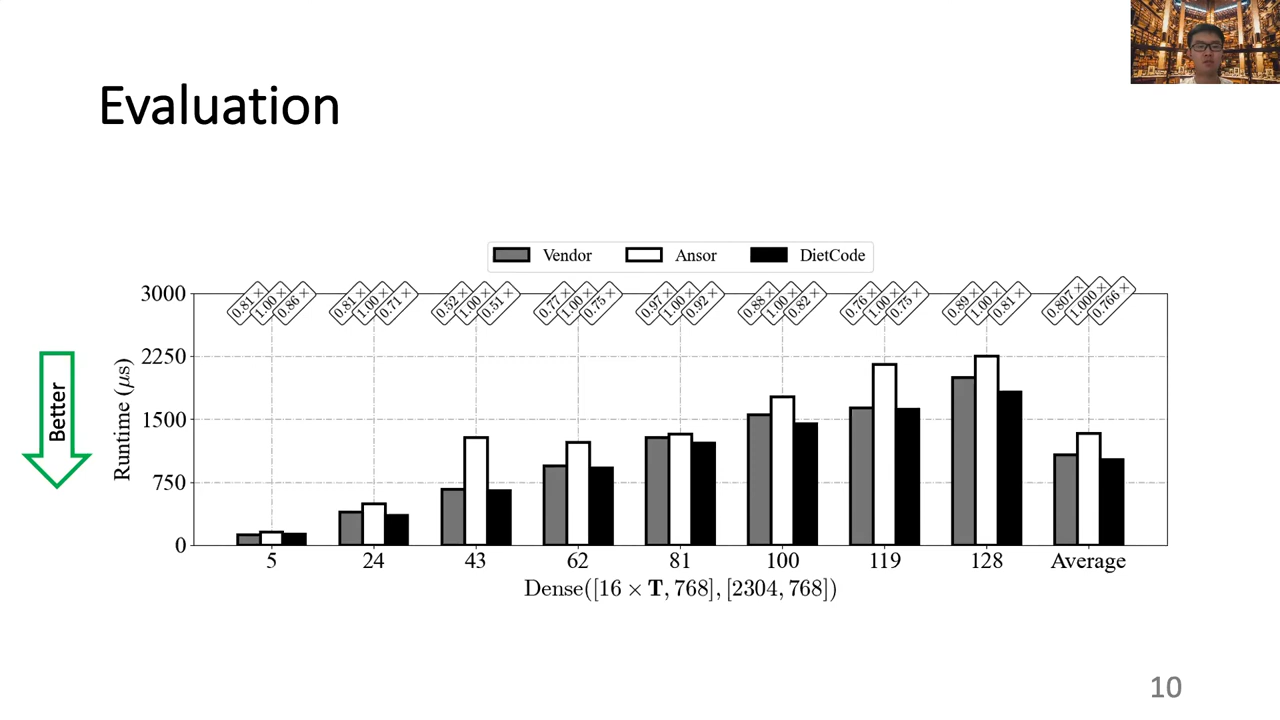 Evaluation
Vendor Ansor DietCode
0.81 × 1.00 × 0.86 ×
0.81 × 1.00 × 0.71 ×
0.52 × 1.00 × 0.51 ×
0.77 × 1.00 × 0.75 ×
0.97 × 1.00 × 0.92 ×
0.88 × 1.00 × 0.82 ×
0.76 × 1.00 × 0.75 ×
0.89 × 1.00 × 0.81 ×
0.807 × 1.000 × 0.766 ×
3000
2250
1500
750
0
Better
Runtime (μs)
5 24 43 62 81 100 119 128 Average
Dense([16 × T, 768], [2304, 768])
10